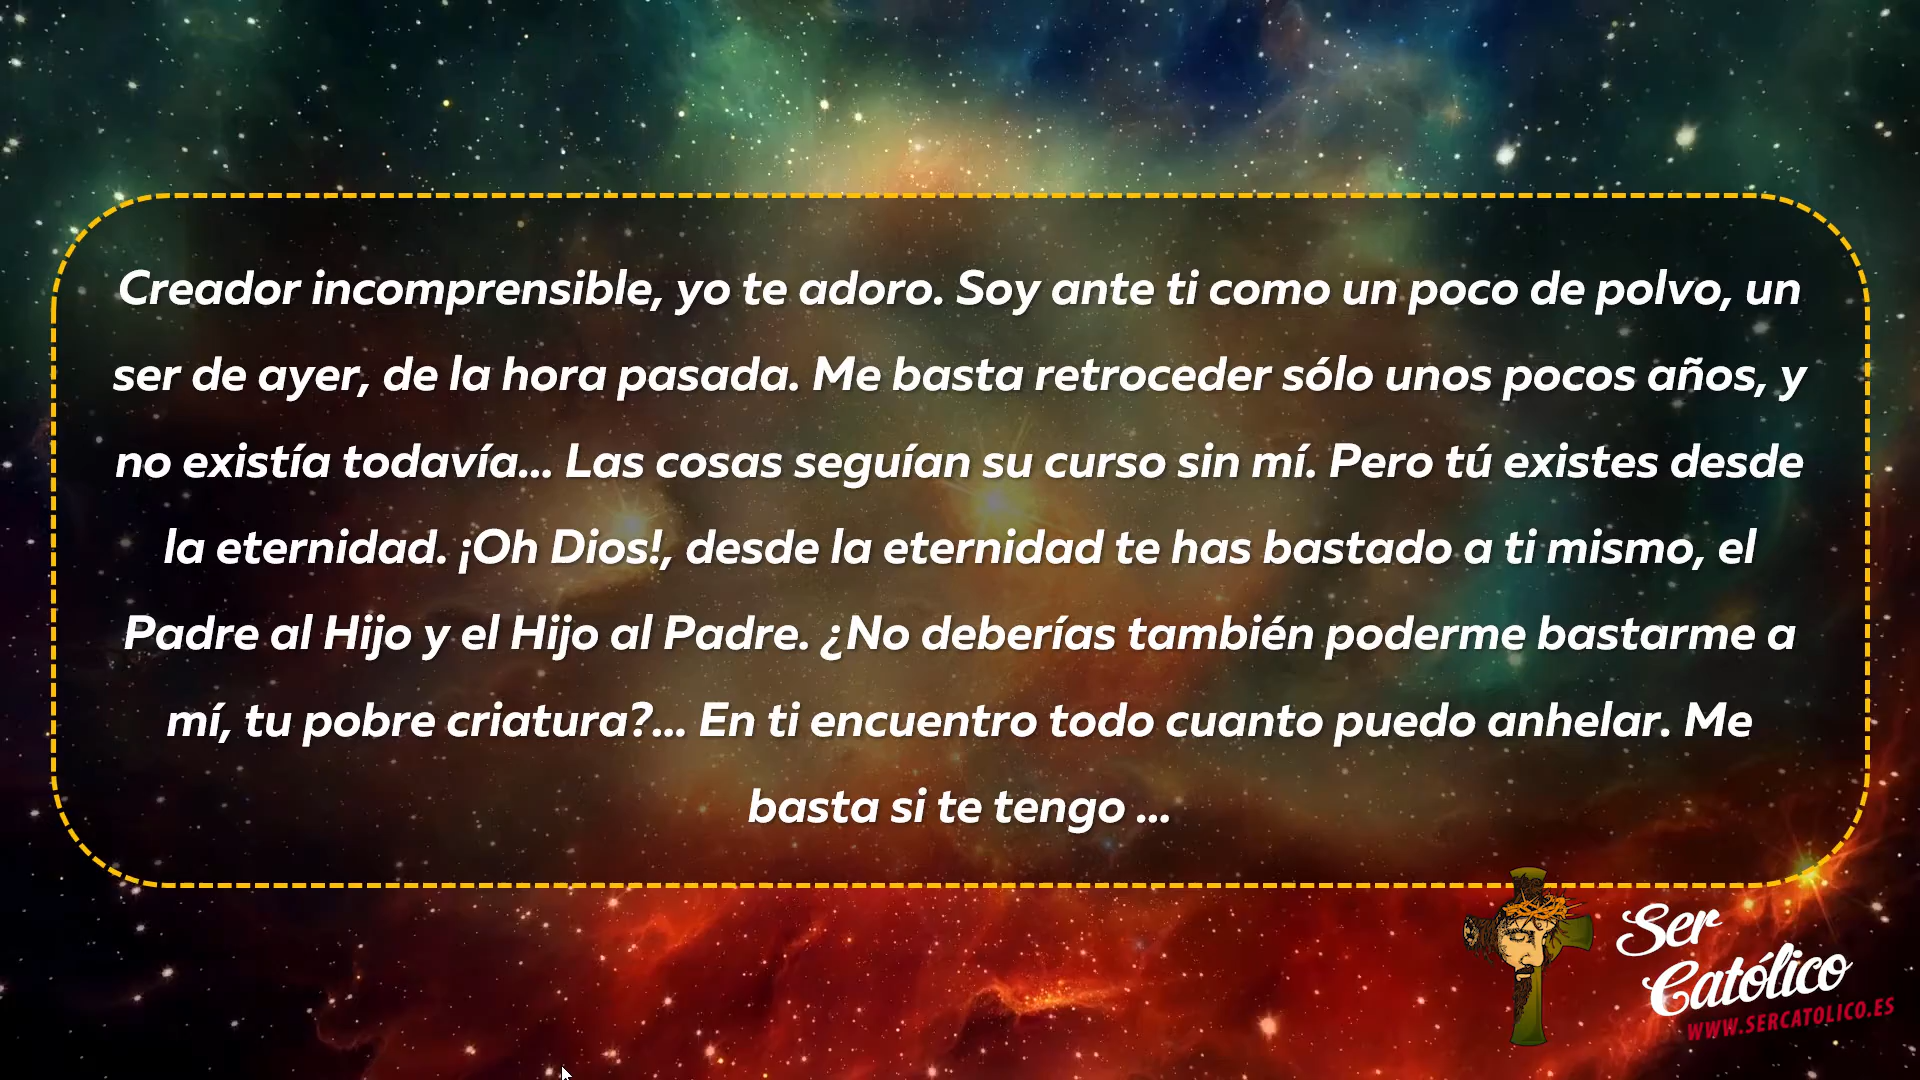 Creador incomprensible, yo te adoro. Soy ante ti como un poco de polvo, un
ser de ayer, de la hora pasada. Me basta retroceder sólo unos pocos años, y
no existía todavía... Las cosas seguían su curso sin mí. Pero tú existes desde
la eternidad. ¡Oh Dios!, desde la eternidad te has bastado a ti mismo, el
Padre al Hijo y el Hijo al Padre. ¿No deberías también poderme bastarme a
mí, tu pobre criatura?... En ti encuentro todo cuanto puedo anhelar. Me
basta si te tengo ...
Ser
Católico
WWW.SERCATOLICO.ES